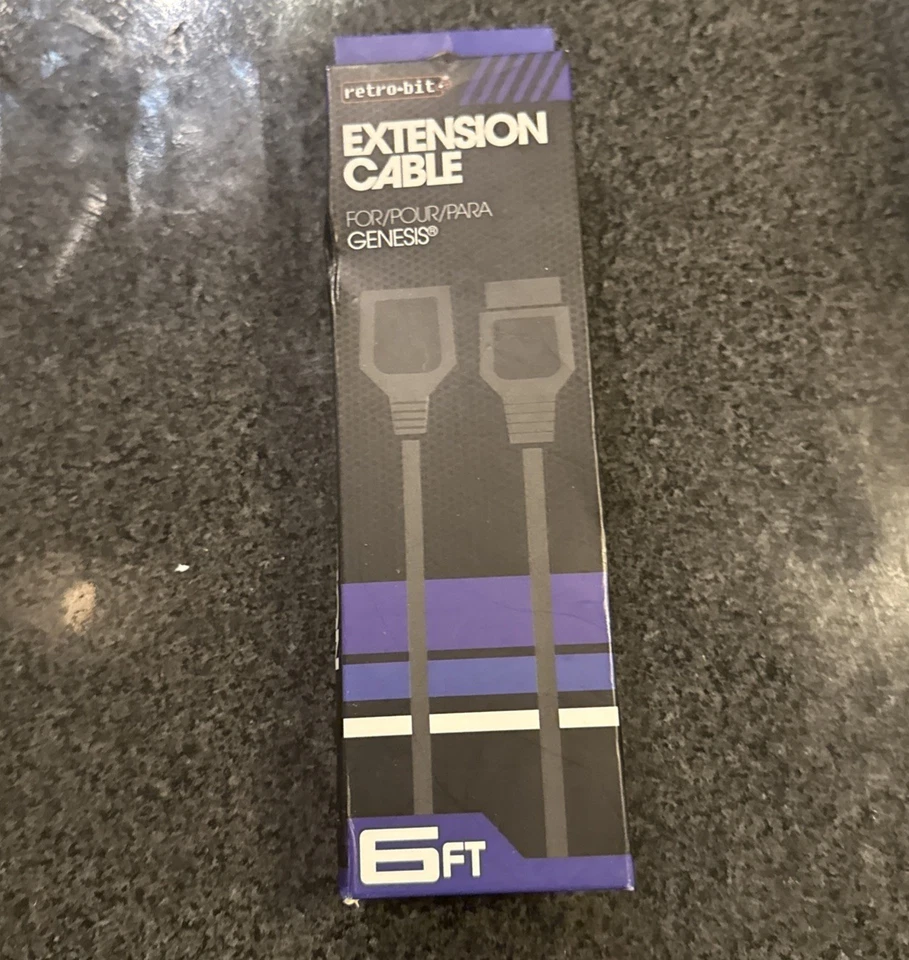 retro-bit
EXTENSION
CABLE
FOR/POUR/PARA
GENESIS®
6FT